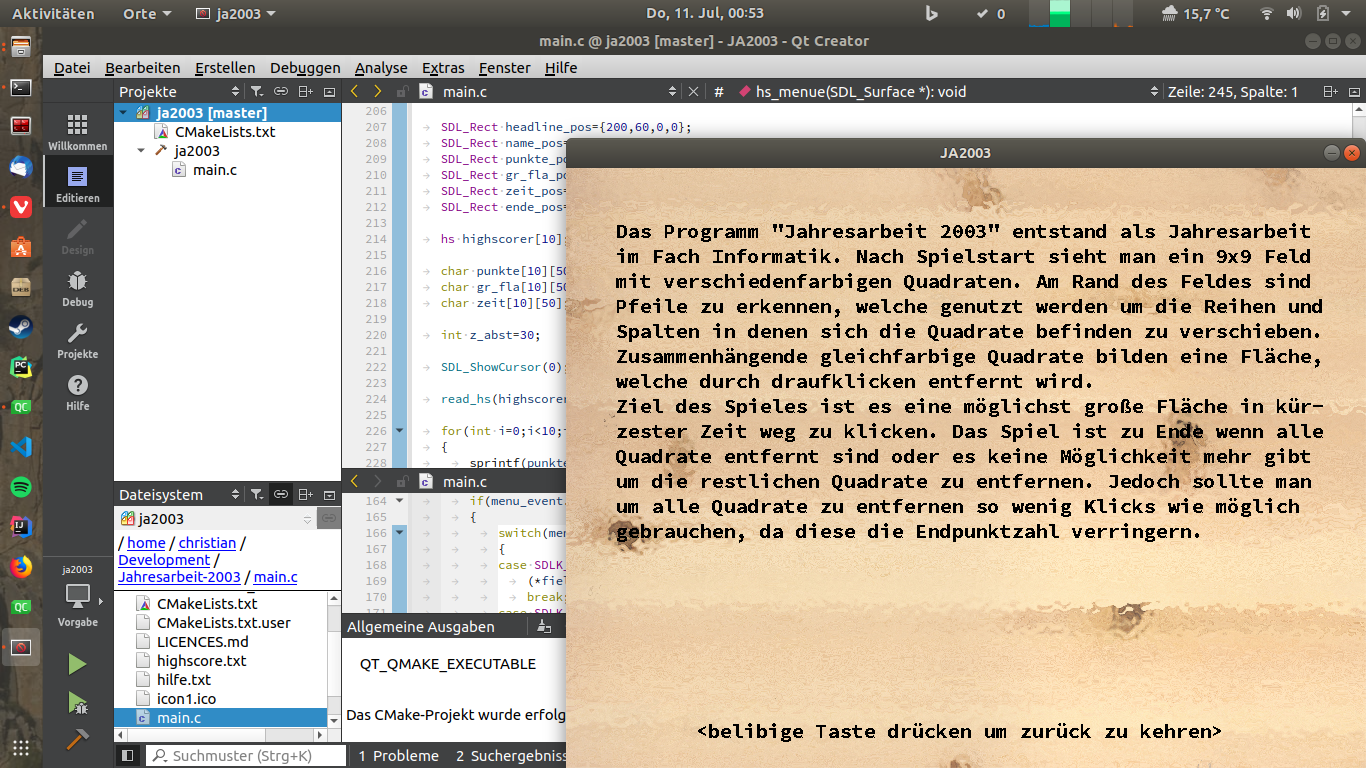 Aktivitäten
Orte
ja2003
Do, 11. Jul, 00:53
0
15,7 °C
main.c @ ja2003 [master] - JA2003 - Qt Creator
Datei Bearbeiten Erstellen Debuggen Analyse Extras Fenster Hilfe
Projekte
main.c
#
hs_menue(SDL_Surface *): void
Zeile: 245, Spalte: 1
Willkommen
Editieren
Design
Debug
Projekte
Hilfe
ja2003
Vorgabe
ja2003 [master]
CMakeLists.txt
ja2003
main.c
206
207 SDL_Rect headline_pos={200,60,0,0};
208 SDL_Rect name_pos=
209 SDL_Rect punkte_po
210 SDL_Rect gr_fla_po
211 SDL_Rect zeit_pos=
212 SDL_Rect ende_pos=
213
214 hs highscorer[10];
215
216 char punkte[10][50
217 char gr_fla[10][50
218 char zeit[10][50]
219
220 int z_abst=30;
221
222 SDL_ShowCursor(0);
223
224 read_hs(highscorer
225
226 for(int i=0;i<10;
227 {
228 sprintf(punkte
main.c
164 if(menu_event.
165 {
166 switch(men
167 {
168 case SDLK_
169 (*fiel
170 break;
171 case SDLK_
Allgemeine Ausgaben
QT_QMAKE_EXECUTABLE
Das CMake-Projekt wurde erfolg
Dateisystem
ja2003
/ home / christian /
Development /
Jahresarbeit-2003 / main.c
CMakeLists.txt
CMakeLists.txt.user
LICENCES.md
highscore.txt
hilfe.txt
icon1.ico
main.c
Suchmuster (Strg+K)
1 Probleme
2 Suchergebniss
JA2003
Das Programm "Jahresarbeit 2003" entstand als Jahresarbeit
im Fach Informatik. Nach Spielstart sieht man ein 9x9 Feld
mit verschiedenfarbigen Quadraten. Am Rand des Feldes sind
Pfeile zu erkennen, welche genutzt werden um die Reihen und
Spalten in denen sich die Quadrate befinden zu verschieben.
Zusammenhängende gleichfarbige Quadrate bilden eine Fläche,
welche durch draufklicken entfernt wird.
Ziel des Spieles ist es eine möglichst große Fläche in kür-
zester Zeit weg zu klicken. Das Spiel ist zu Ende wenn alle
Quadrate entfernt sind oder es keine Möglichkeit mehr gibt
um die restlichen Quadrate zu entfernen. Jedoch sollte man
um alle Quadrate zu entfernen so wenig Klicks wie möglich
gebrauchen, da diese die Endpunktzahl verringern.
<belibige Taste drücken um zurück zu kehren>